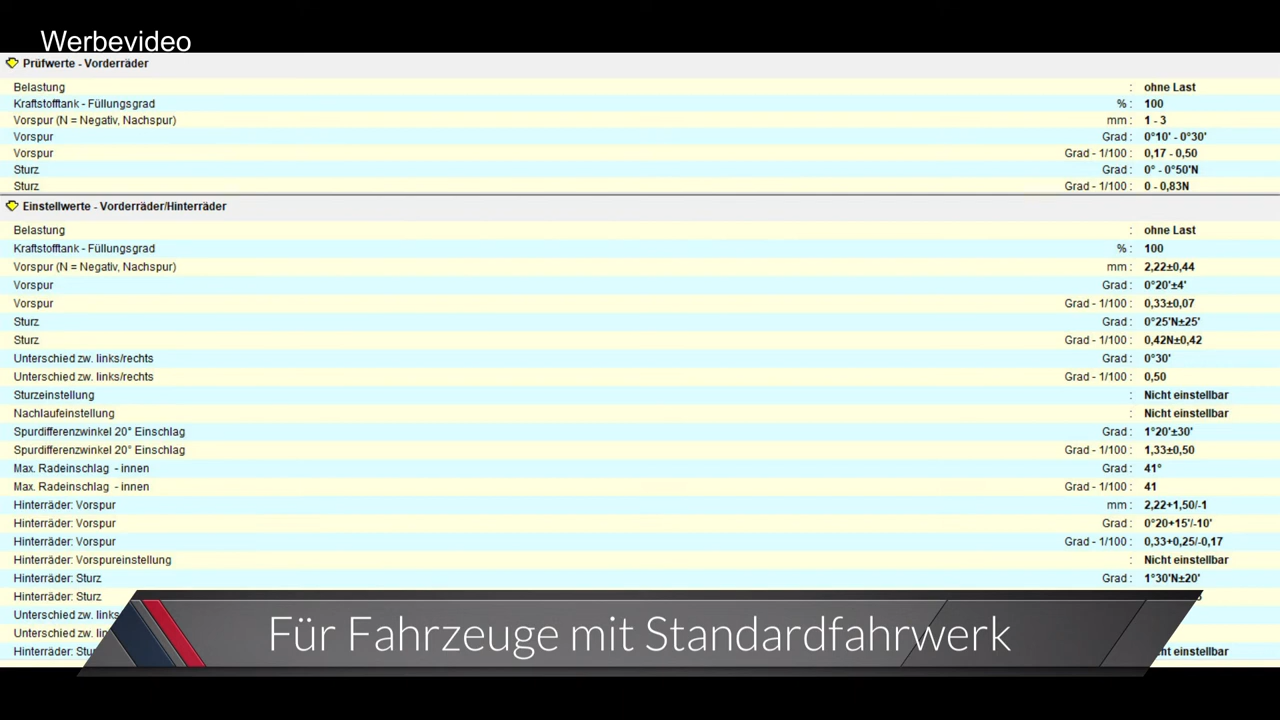 Werbevideo
Prüfwerte - Vorderräder
Belastung : ohne Last
Kraftstofftank - Füllungsgrad % : 100
Vorspur (N = Negativ, Nachspur) mm : 1 - 3
Vorspur Grad : 0°10' - 0°30'
Vorspur Grad - 1/100 : 0,17 - 0,50
Sturz Grad : 0° - 0°50'N
Sturz Grad - 1/100 : 0 - 0,83N
Einstellwerte - Vorderräder/Hinterräder
Belastung : ohne Last
Kraftstofftank - Füllungsgrad % : 100
Vorspur (N = Negativ, Nachspur) mm : 2,22±0,44
Vorspur Grad : 0°20'±4'
Vorspur Grad - 1/100 : 0,33±0,07
Sturz Grad : 0°25'N±25'
Sturz Grad - 1/100 : 0,42N±0,42
Unterschied zw. links/rechts Grad : 0°30'
Unterschied zw. links/rechts Grad - 1/100 : 0,50
Sturzeinstellung : Nicht einstellbar
Nachlaufeinstellung : Nicht einstellbar
Spurdifferenzwinkel 20° Einschlag Grad : 1°20'±30'
Spurdifferenzwinkel 20° Einschlag Grad - 1/100 : 1,33±0,50
Max. Radeinschlag - innen Grad : 41°
Max. Radeinschlag - innen Grad - 1/100 : 41
Hinterräder: Vorspur mm : 2,22+1,50/-1
Hinterräder: Vorspur Grad : 0°20+15'/-10'
Hinterräder: Vorspur Grad - 1/100 : 0,33+0,25/-0,17
Hinterräder: Vorspureinstellung : Nicht einstellbar
Hinterräder: Sturz Grad : 1°30'N±20'
Hinterräder: Sturz
Unterschied zw. links
Unterschied zw.
Hinterräder: einstellbar
Für Fahrzeuge mit Standardfahrwerk